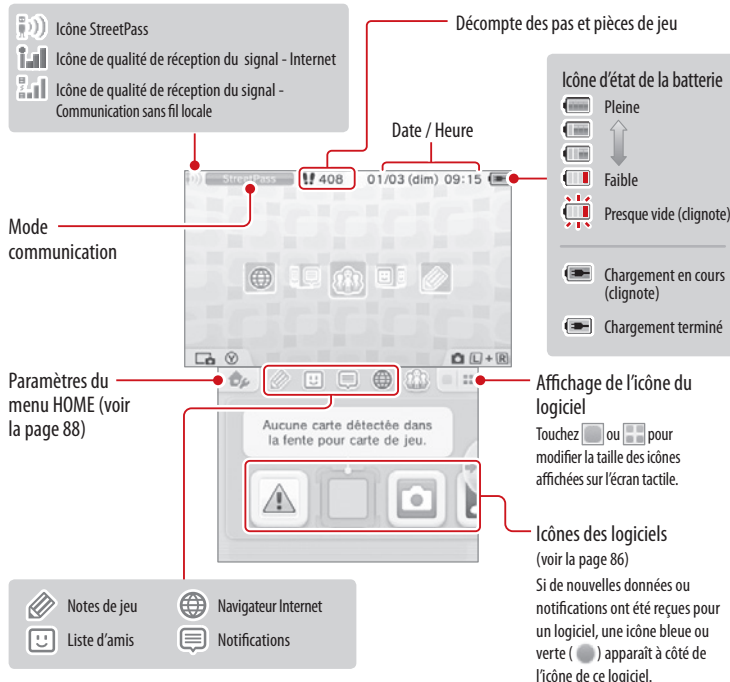 Icône StreetPass
Icône de qualité de réception du signal - Internet
Icône de qualité de réception du signal -
Communication sans fil locale
Décompte des pas et pièces de jeu
Date / Heure
Icône d'état de la batterie
Pleine
Faible
Presque vide (clignote)
Chargement en cours
(clignote)
Chargement terminé
Mode
communication
StreetPass
408
01/03 (dim) 09:15
Y
L + R
Paramètres du
menu HOME (voir
la page 88)
Aucune carte détectée dans
la fente pour carte de jeu.
Affichage de l'icône du
logiciel
Touchez ou pour
modifier la taille des icônes
affichées sur l'écran tactile.
Icônes des logiciels
(voir la page 86)
Si de nouvelles données ou
notifications ont été reçues pour
un logiciel, une icône bleue ou
verte ( ) apparaît à côté de
l'icône de ce logiciel.
Notes de jeu
Navigateur Internet
Liste d'amis
Notifications